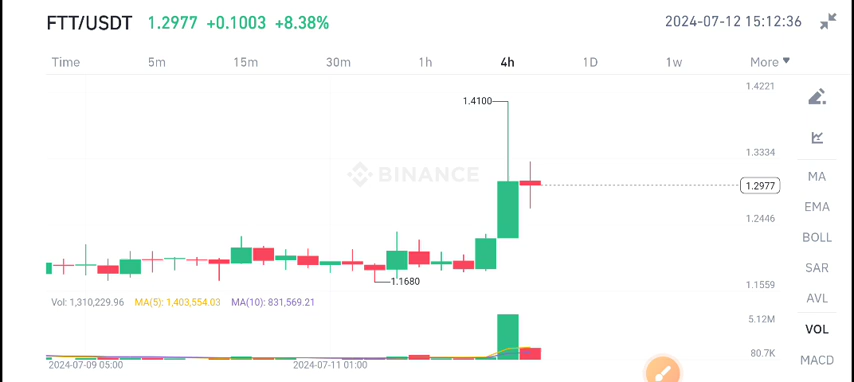 FTT/USDT 1.2977 +0.1003 +8.38% 2024-07-12 15:12:36
Time 5m 15m 30m 1h 4h 1D 1w More
1.4221
1.4100
1.3334
BINANCE
MA
1.2977
EMA
1.2446
BOLL
SAR
1.1680
1.1559
Vol: 1,310,229.96 MA(5): 1,403,554.03 MA(10): 831,569.21
AVL
5.12M
VOL
80.7K
MACD
2024-07-09 05:00 2024-07-11 01:00